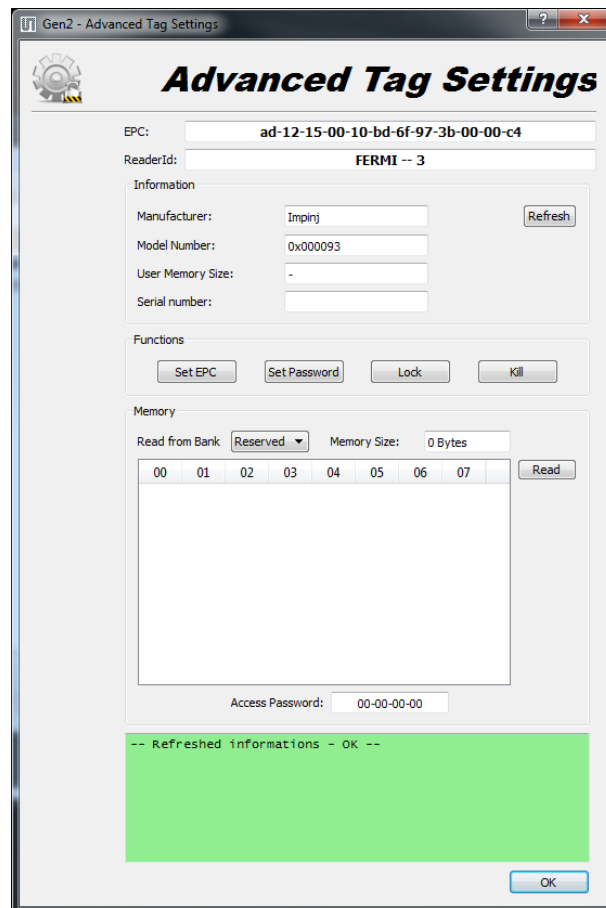 Gen2 - Advanced Tag Settings
Advanced Tag Settings
EPC: ad-12-15-00-10-bd-6f-97-3b-00-00-c4
ReaderId: FERMI -- 3
Information
Manufacturer: Impinj Refresh
Model Number: 0x000093
User Memory Size: -
Serial number:
Functions
Set EPC Set Password Lock Kill
Memory
Read from Bank Reserved Memory Size: 0 Bytes
00 01 02 03 04 05 06 07 Read
Access Password: 00-00-00-00
-- Refreshed informations - OK --
OK